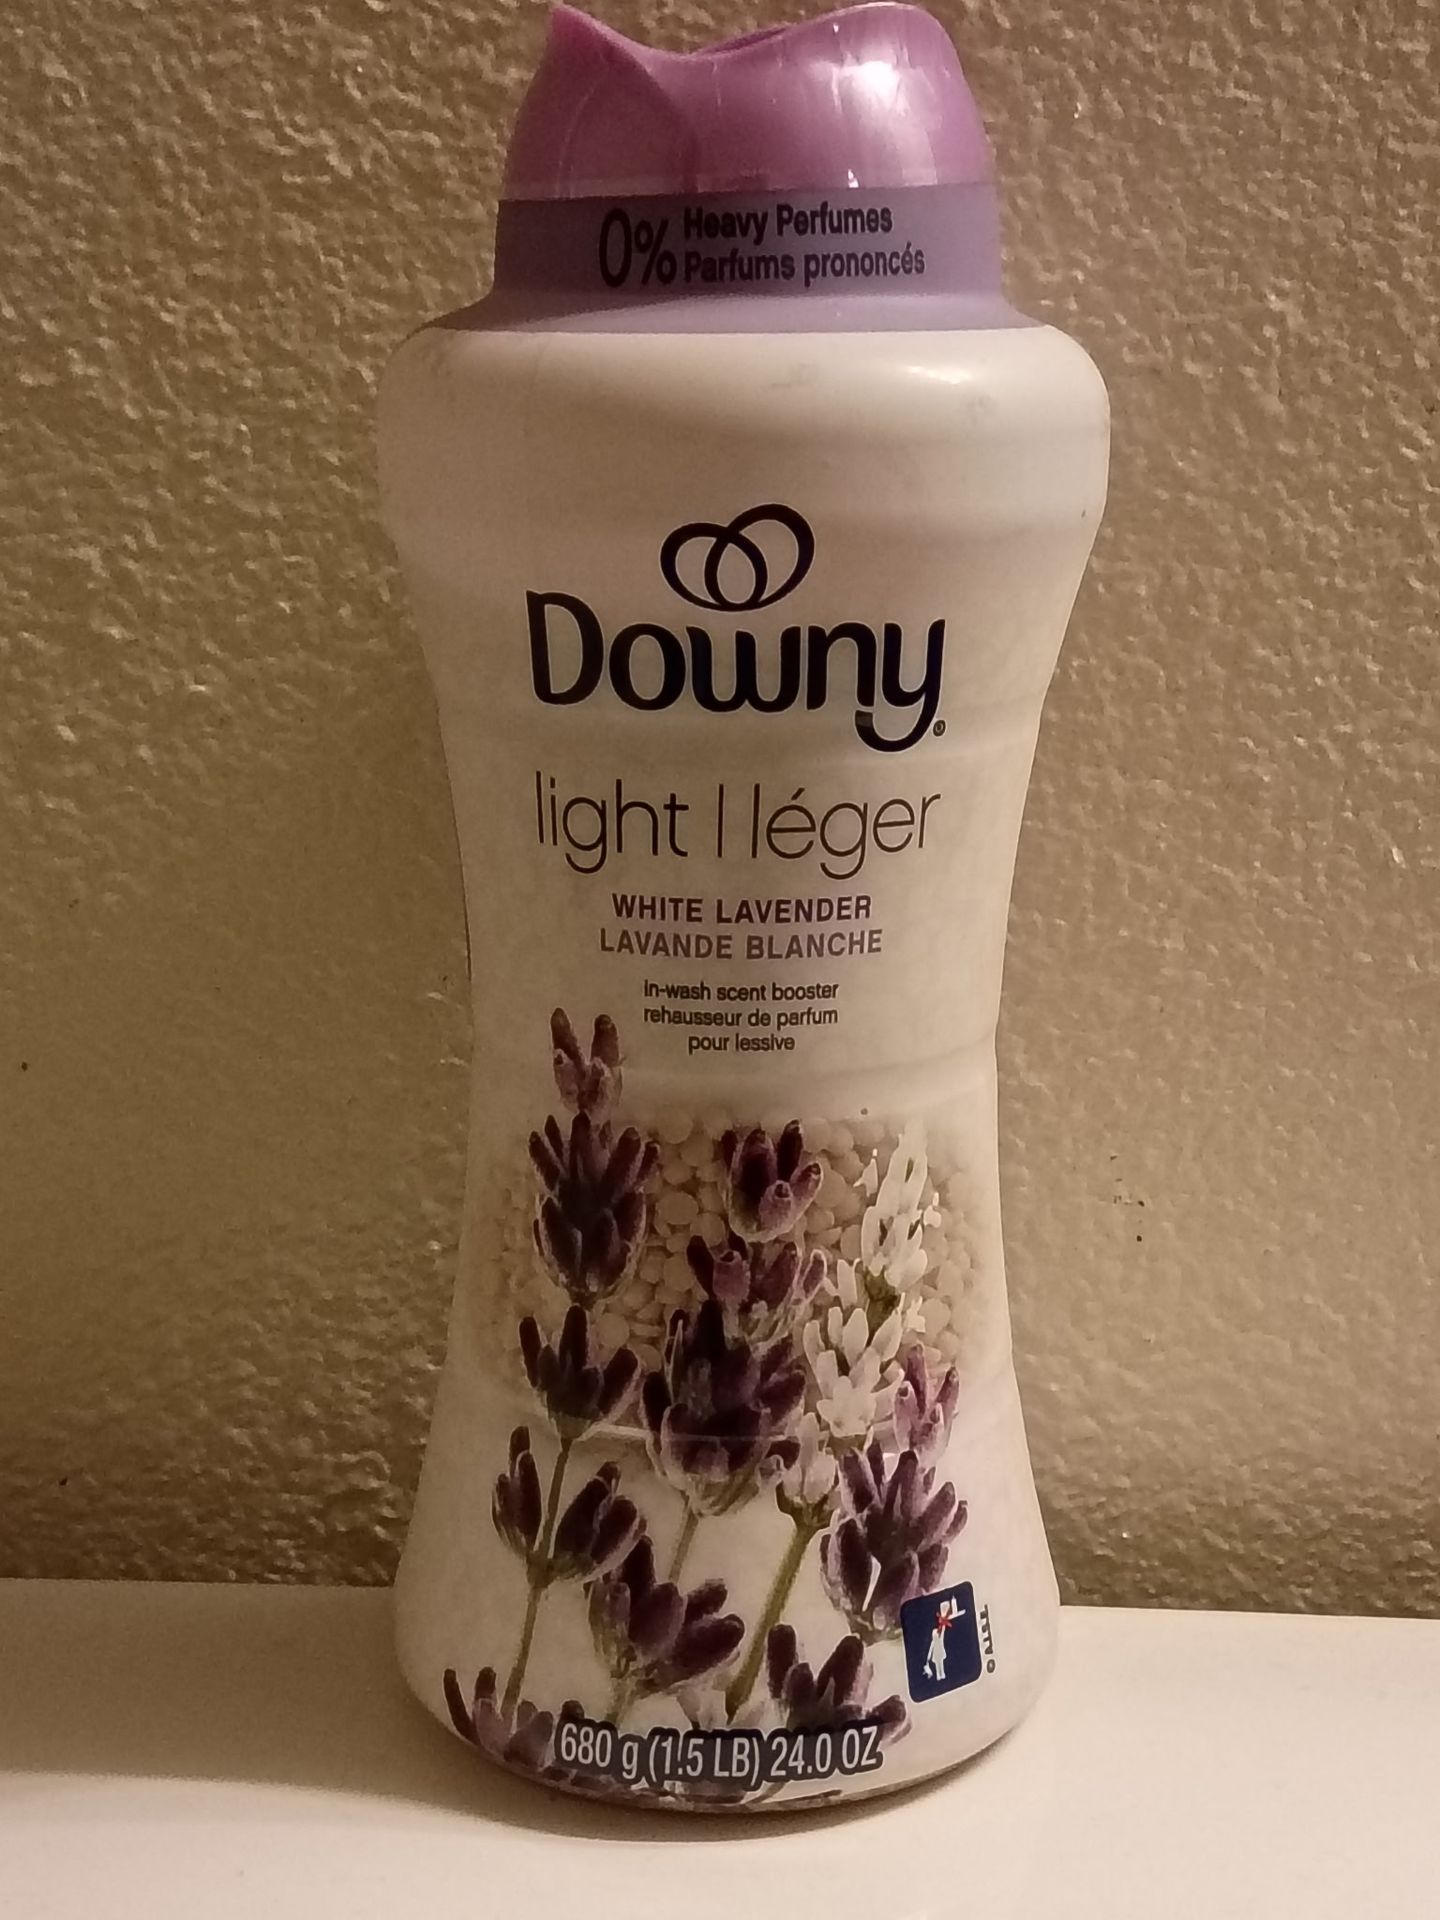 0% Heavy Perfumes
Parfums prononcés
Downy®
light | léger
WHITE LAVENDER
LAVANDE BLANCHE
in-wash scent booster
rehausseur de parfum
pour lessive
680 g (1.5 LB) 24.0 OZ